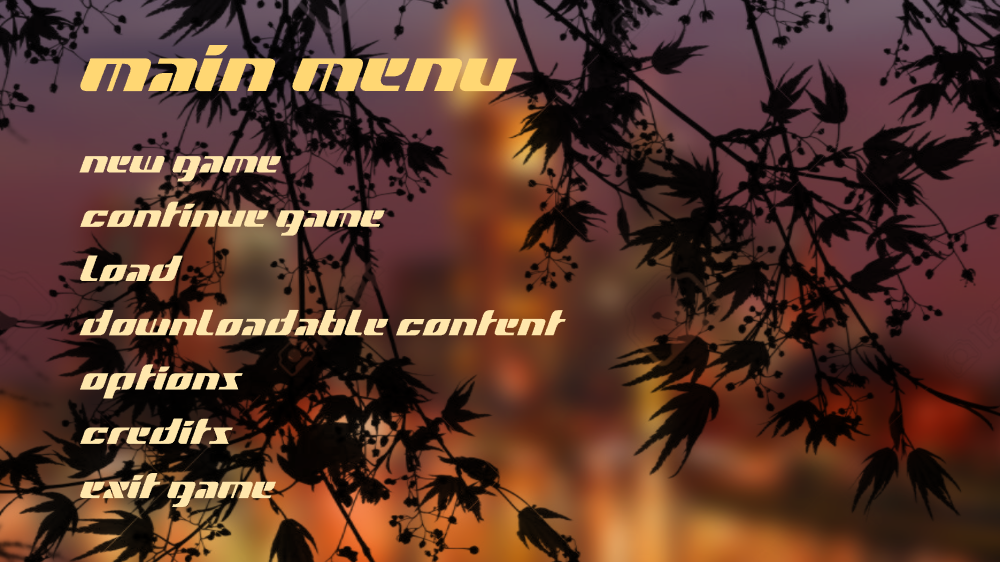 main menu
new game
continue game
load
downloadable content
options
credits
exit game